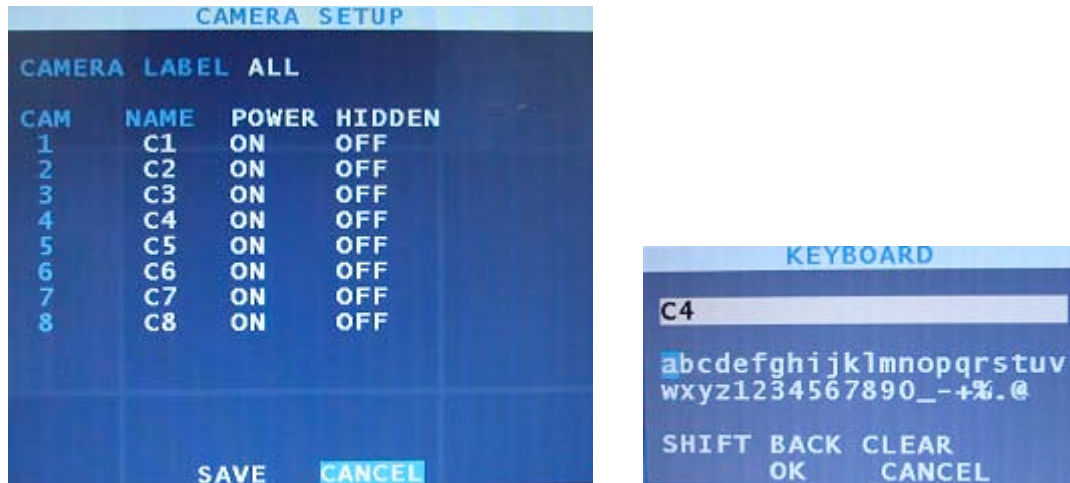 CAMERA SETUP
CAMERA LABEL ALL
CAM NAME POWER HIDDEN
1 C1 ON OFF
2 C2 ON OFF
3 C3 ON OFF
4 C4 ON OFF
5 C5 ON OFF
6 C6 ON OFF
7 C7 ON OFF
8 C8 ON OFF
SAVE CANCEL
KEYBOARD
C4
abcdefghijklmnopqrstuv
wxyz1234567890_-+%.@
SHIFT BACK CLEAR
OK CANCEL